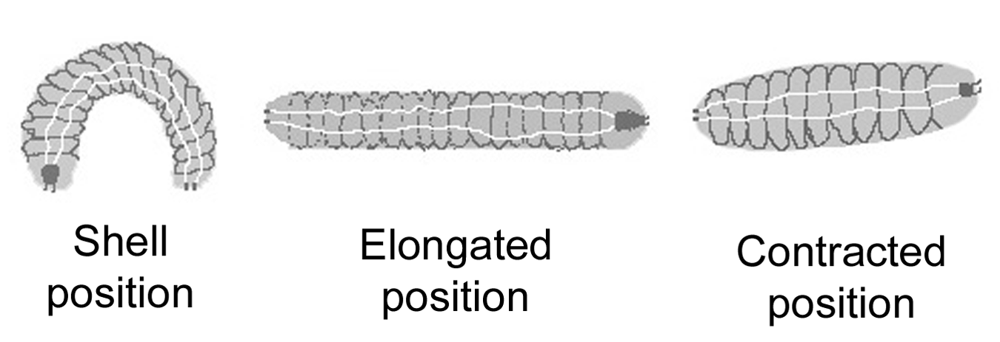 Shell
position
Elongated
position
Contracted
position